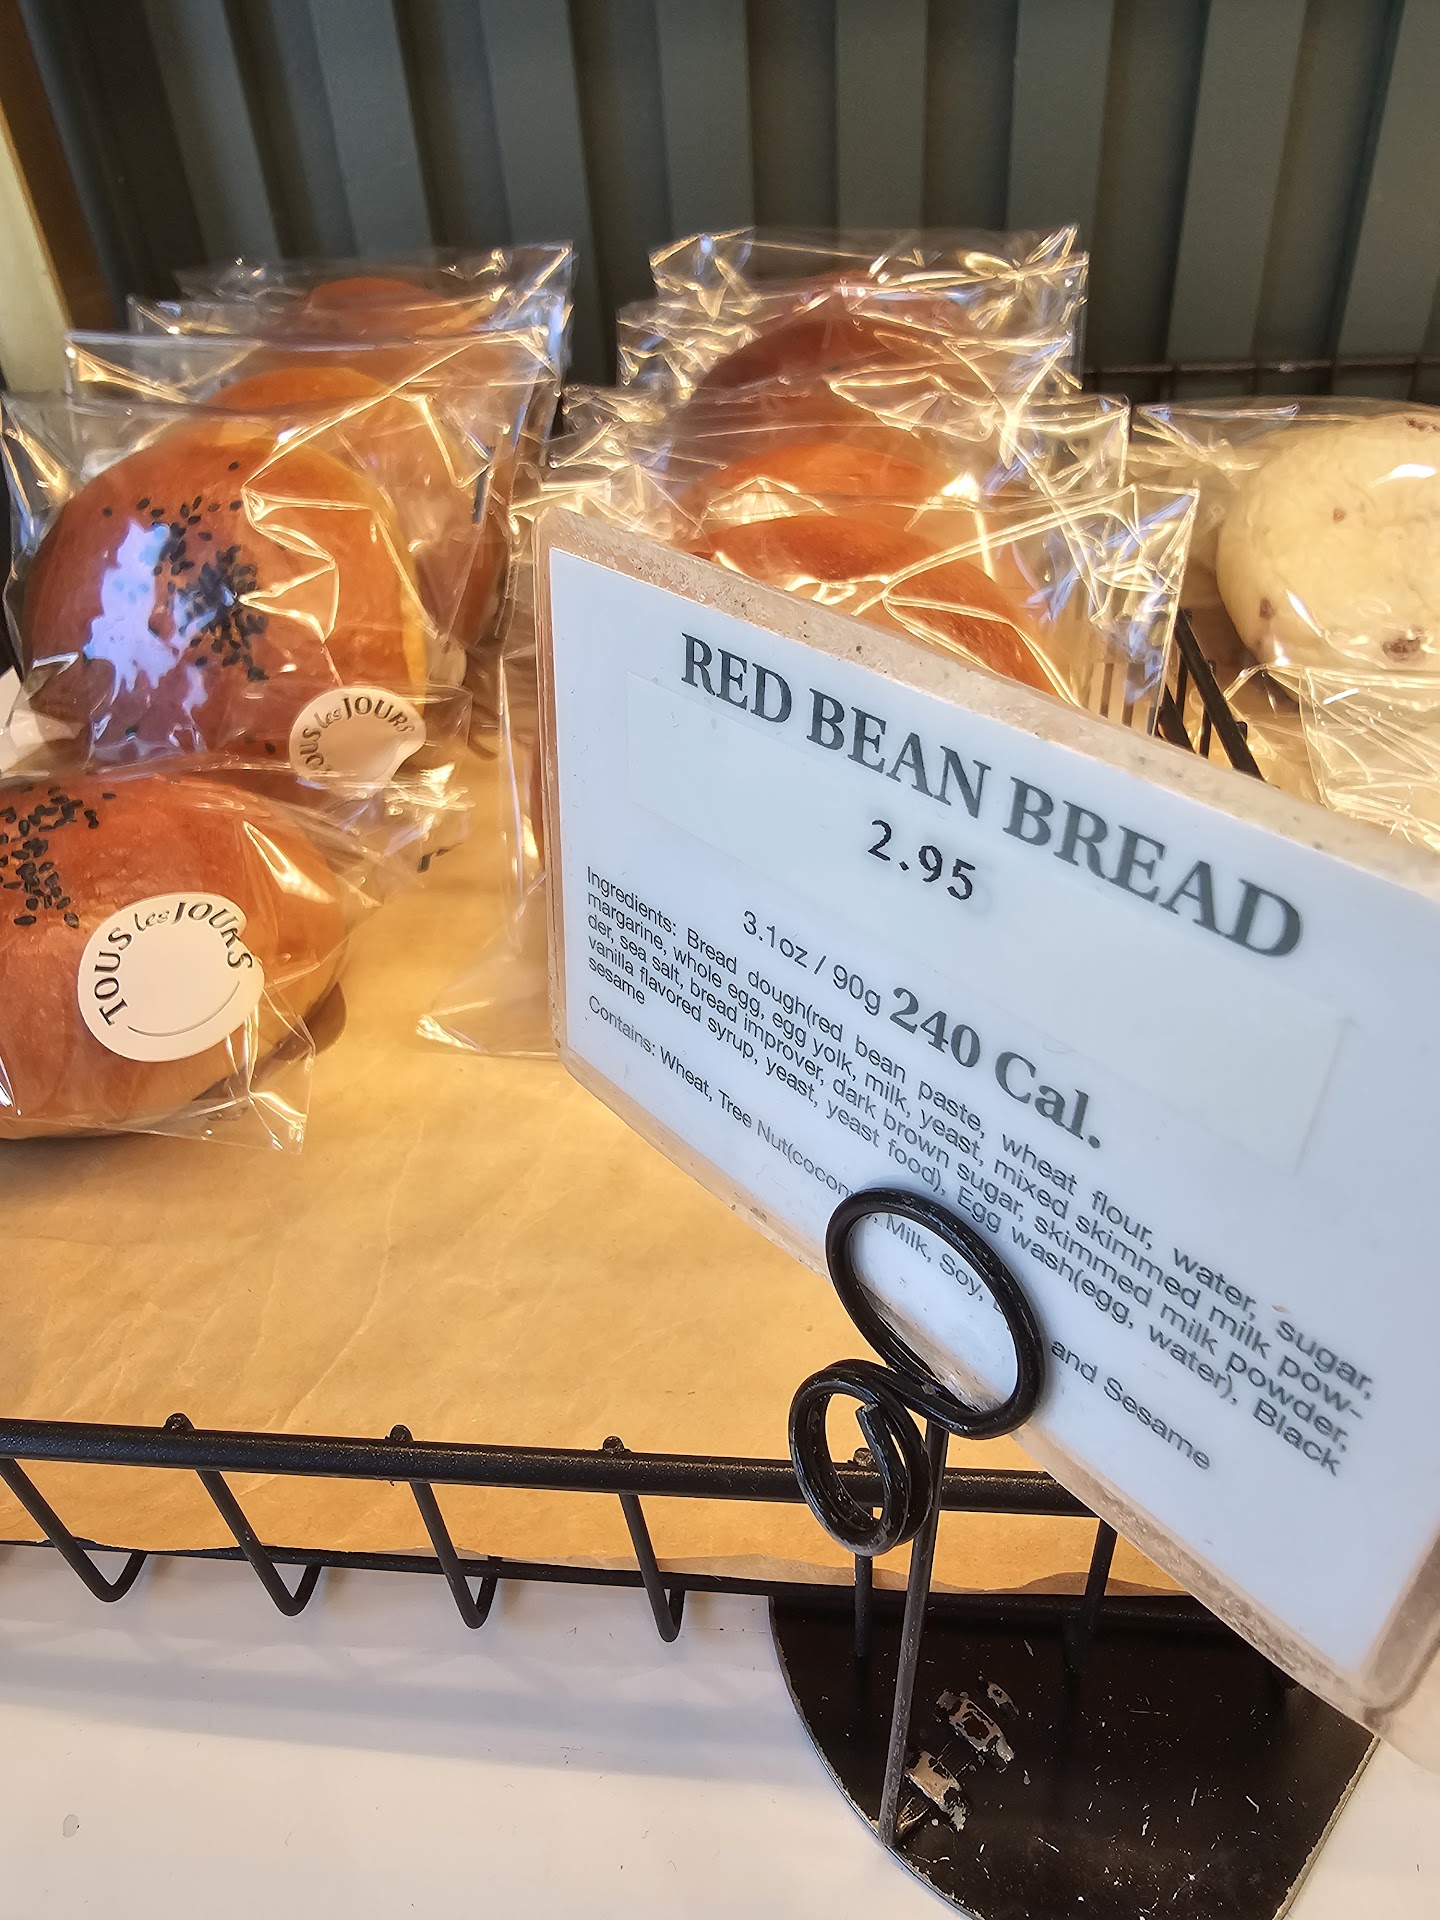 RED BEAN BREAD
2.95
3.1oz / 90g 240 Cal.
Ingredients: Bread dough(red bean paste, wheat flour, water, sugar,
margarine, whole egg, egg yolk, milk, yeast, mixed skimmed milk pow-
der, sea salt, bread improver, dark brown sugar, skimmed milk powder,
vanilla flavored syrup, yeast, yeast food), Egg wash(egg, water), Black
sesame
Contains: Wheat, Tree Nut Milk, Soy, and Sesame
TOUS les JOURS
TOUS les JOURS